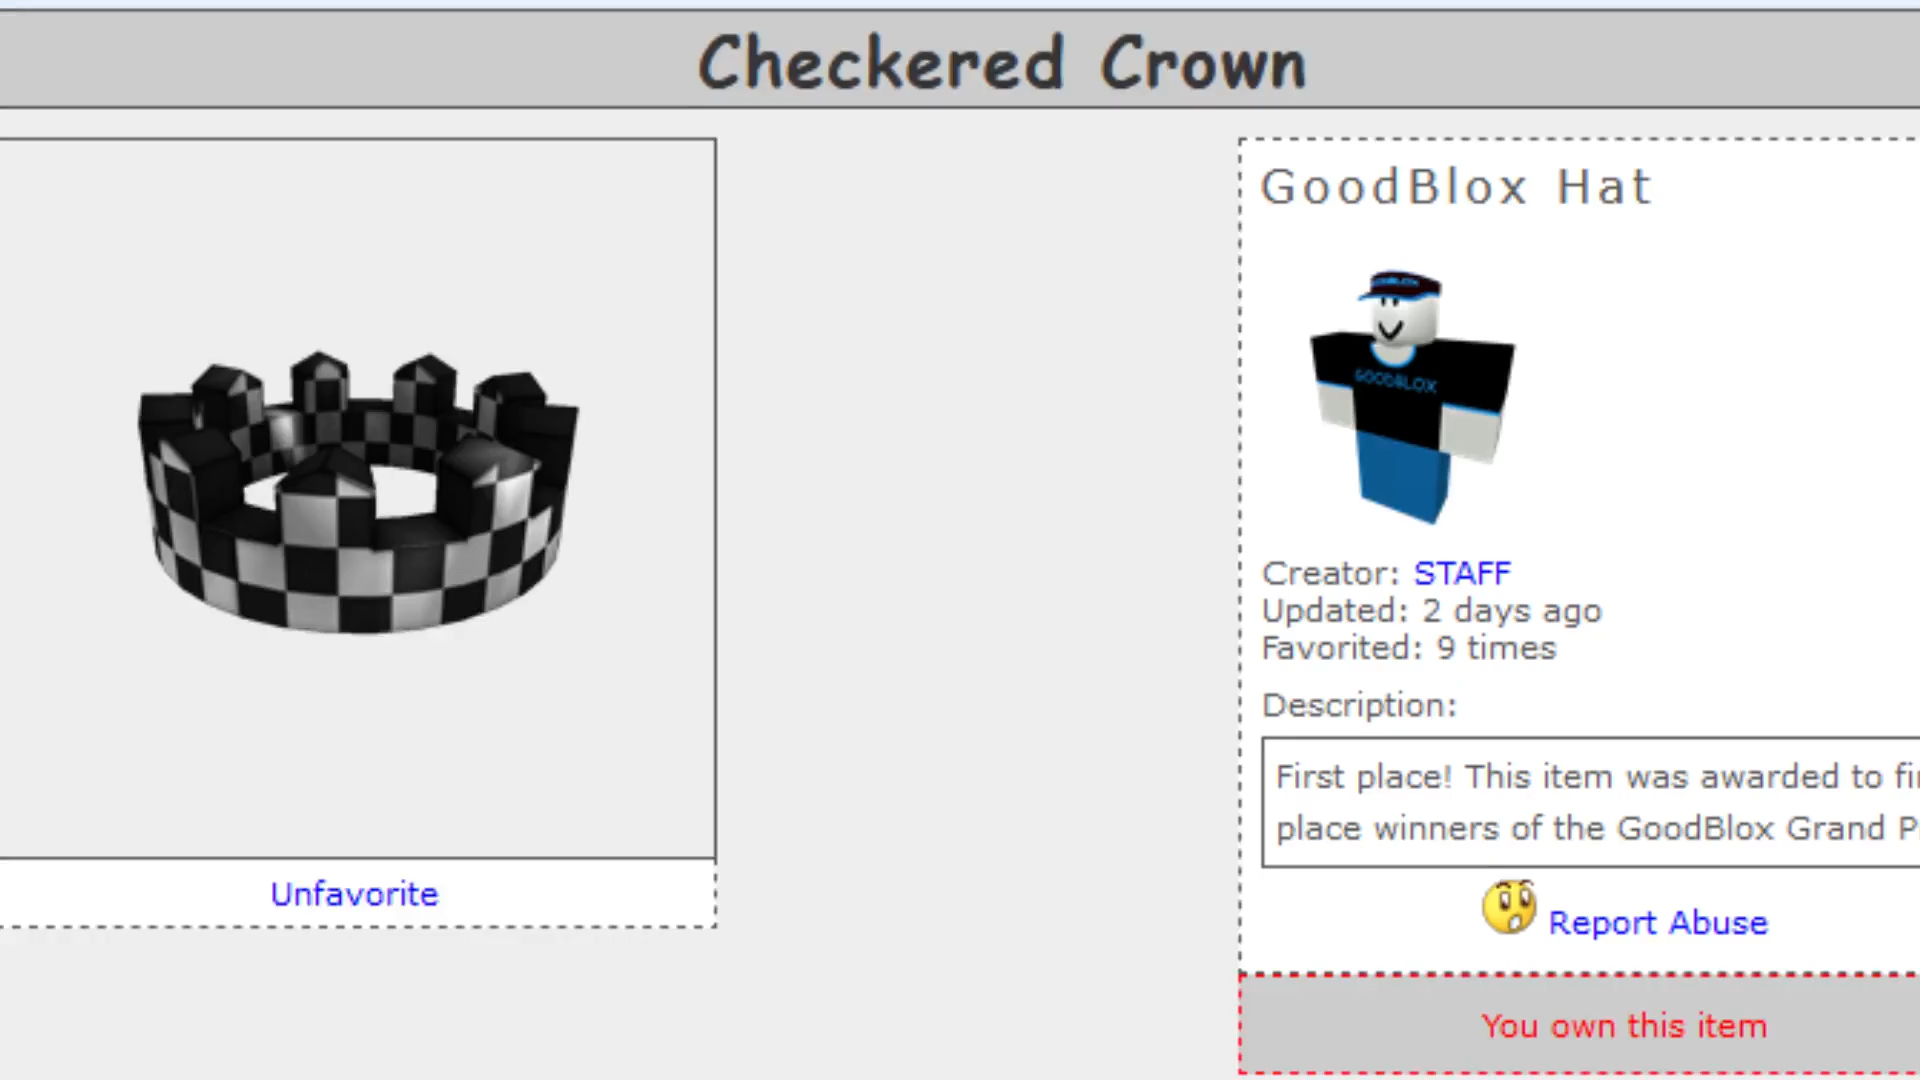 Checkered Crown
GoodBlox Hat
GOODBLOX
Creator: STAFF
Updated: 2 days ago
Favorited: 9 times
Description:
First place! This item was awarded to
place winners of the GoodBlox Grand
Unfavorite
Report Abuse
You own this item